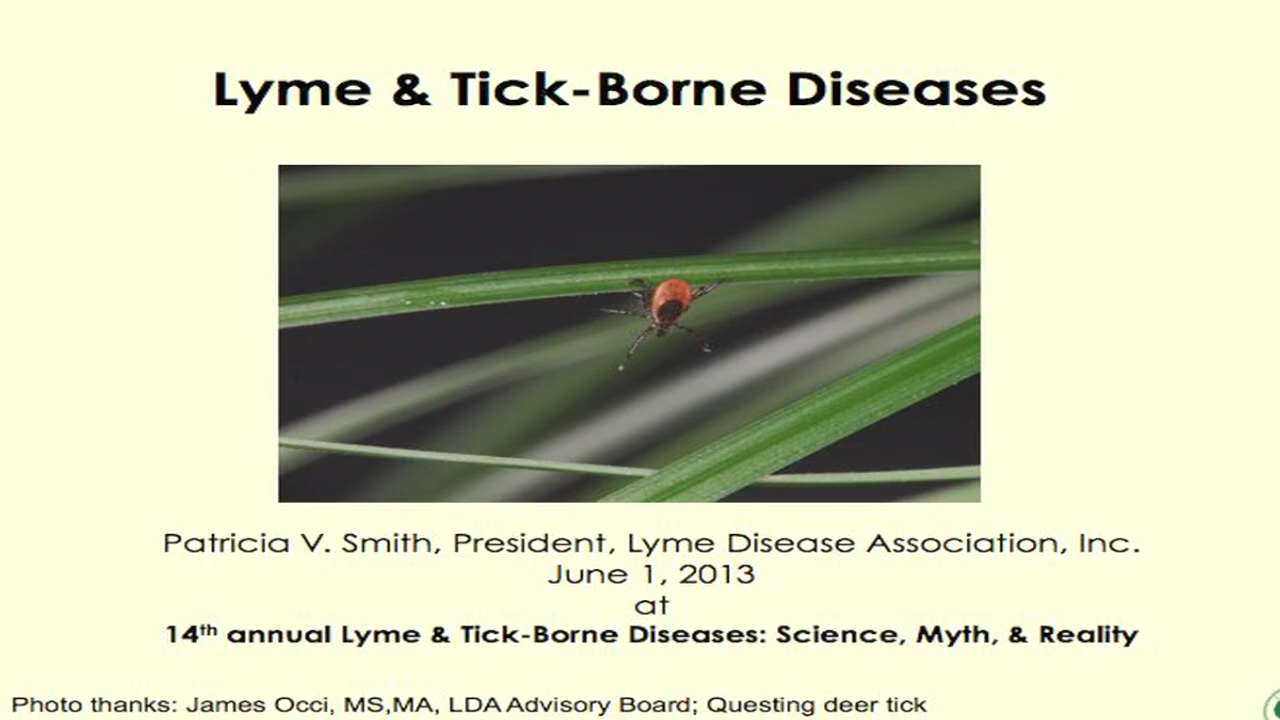 Lyme & Tick-Borne Diseases
Patricia V. Smith, President, Lyme Disease Association, Inc.
June 1, 2013
at
14th annual Lyme & Tick-Borne Diseases: Science, Myth, & Reality
Photo thanks: James Occi, MS,MA, LDA Advisory Board; Questing deer tick